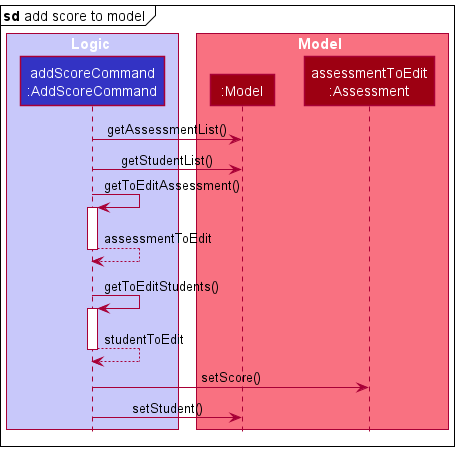 sd add score to model
Logic
Model
addScoreCommand
:AddScoreCommand
:Model
assessmentToEdit
:Assessment
getAssessmentList()
getStudentList()
getToEditAssessment()
assessmentToEdit
getToEditStudents()
studentToEdit
setScore()
setStudent()